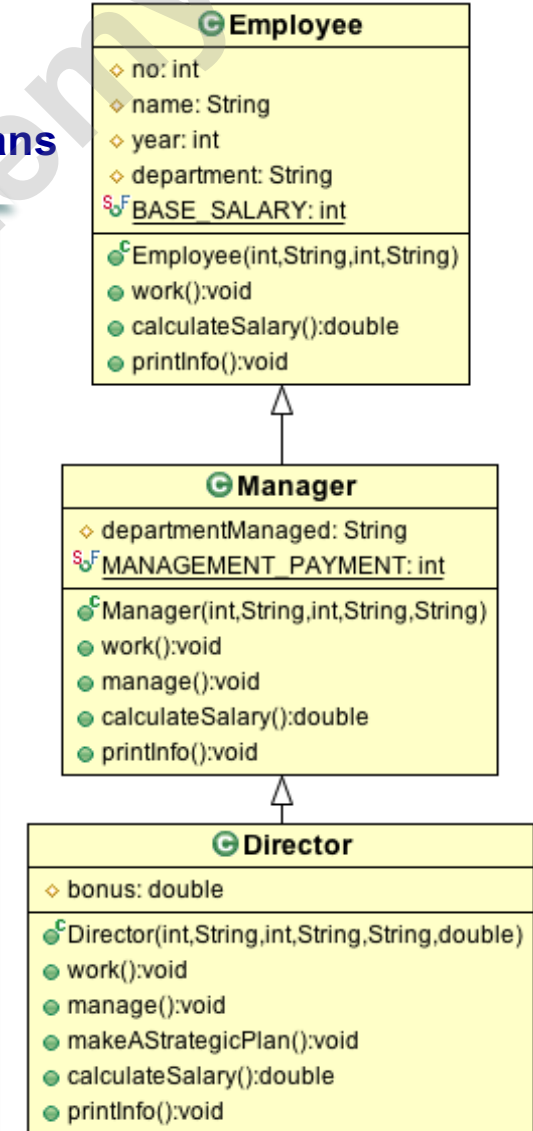 Employee
no: int
name: String
ans
year: int
department: String
BASE_SALARY: int
Employee(int,String,int,String)
work():void
calculateSalary():double
printInfo():void
Manager
departmentManaged: String
MANAGEMENT_PAYMENT: int
Manager(int,String,int,String,String)
work():void
manage():void
calculateSalary():double
printInfo():void
Director
bonus: double
Director(int,String,int,String,String,double)
work():void
manage():void
makeAStrategicPlan():void
calculateSalary():double
printInfo():void